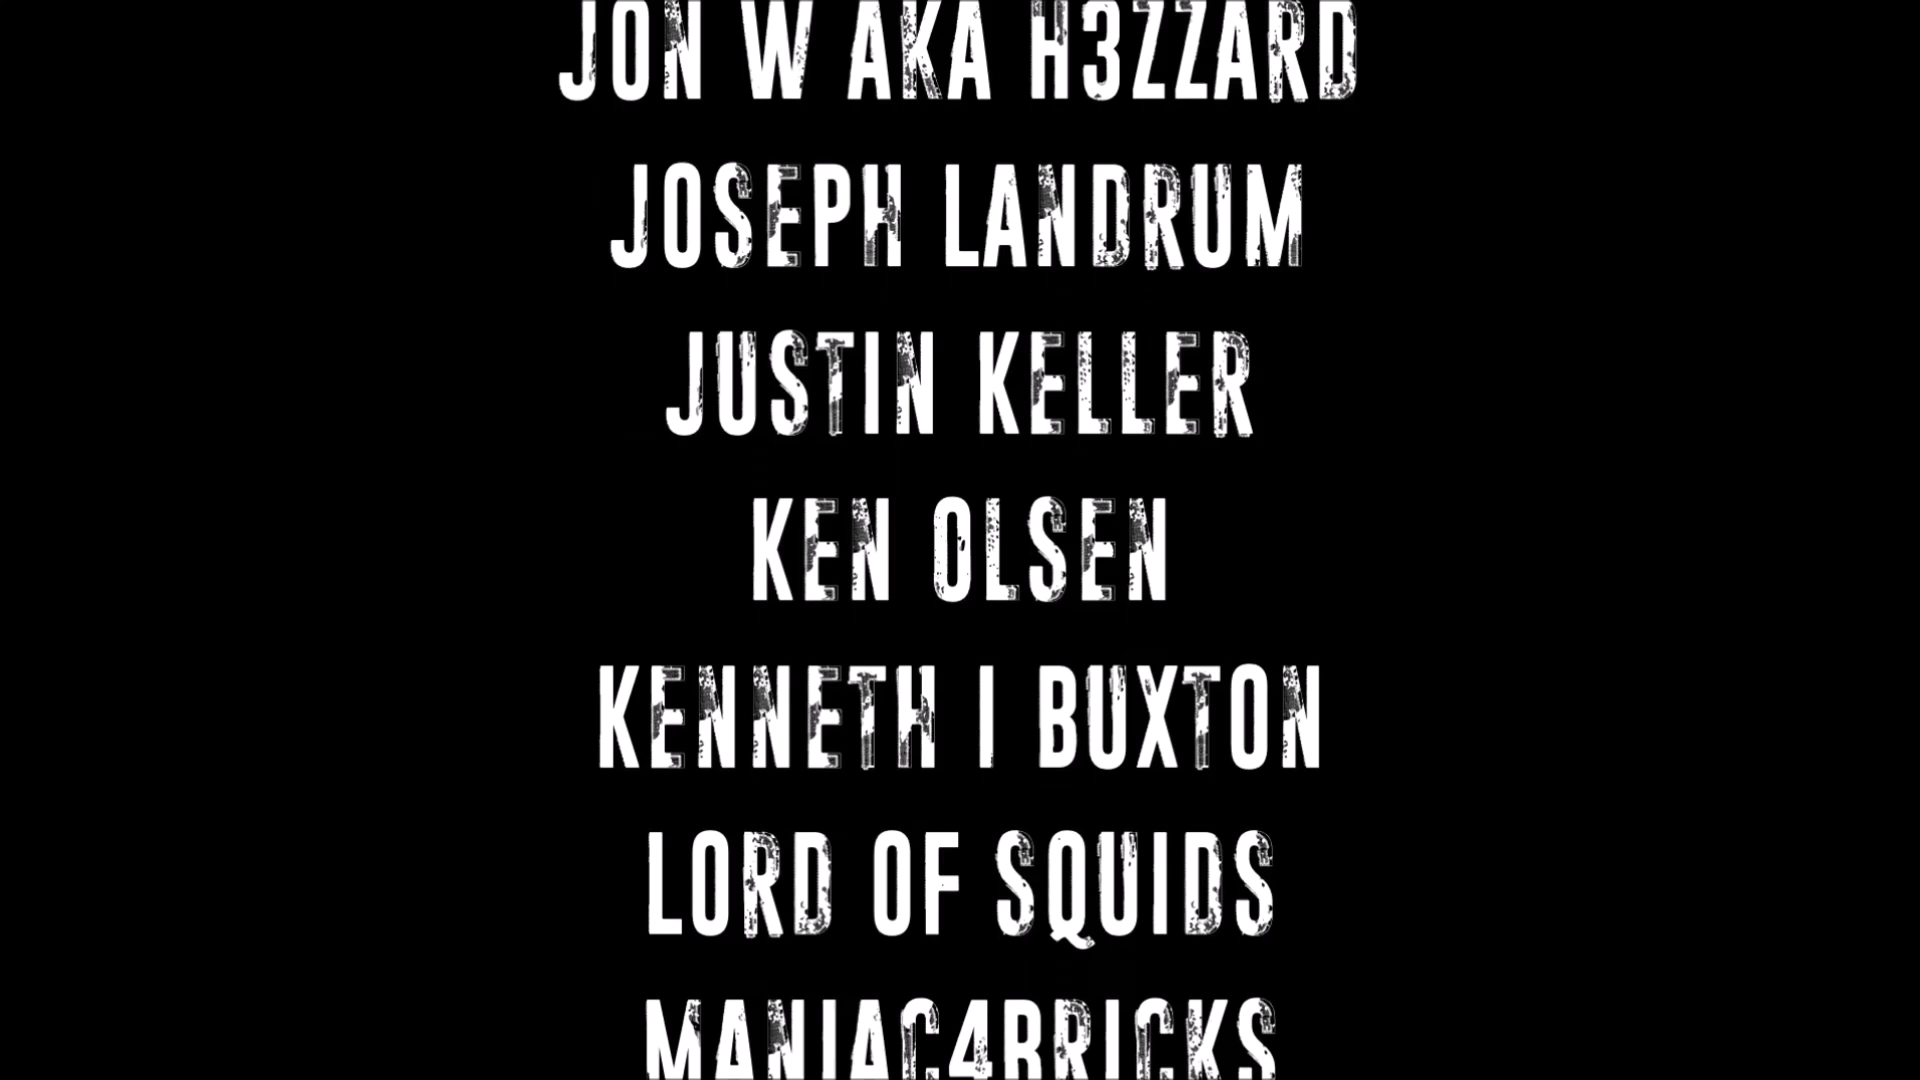 JON W AKA H3ZZARD
JOSEPH LANDRUM
JUSTIN KELLER
KEN OLSEN
KENNETH I BUXTON
LORD OF SQUIDS
MANIAC4BRICKS